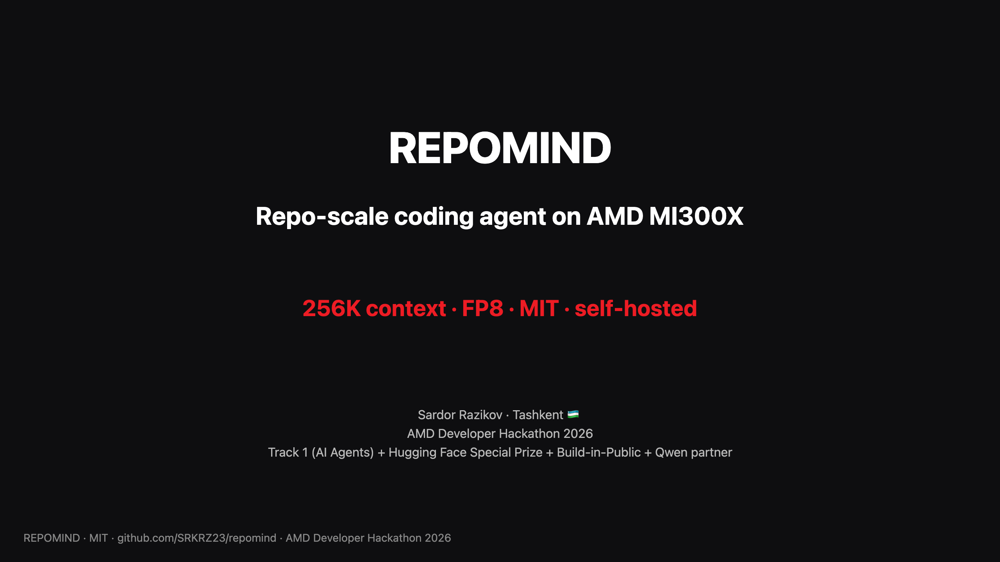 REPOMIND
Repo-scale coding agent on AMD MI300X
256K context · FP8 · MIT · self-hosted
Sardor Razikov · Tashkent 🇺🇿
AMD Developer Hackathon 2026
Track 1 (AI Agents) + Hugging Face Special Prize + Build-in-Public + Qwen partner
REPOMIND · MIT · github.com/SRKRZ23/repomind · AMD Developer Hackathon 2026